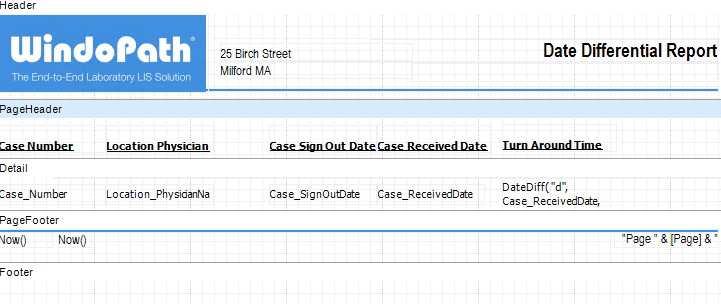 Header
WindoPath®
The End-to-End Laboratory LIS Solution
25 Birch Street
Milford MA
Date Differential Report
PageHeader
Case Number Location Physician Case Sign Out Date Case Received Date Turn Around Time
Detail
Case_Number Location_PhysicianNa Case_SignOutDate Case_ReceivedDate DateDiff( "d",
Case_ReceivedDate,
PageFooter
Now() Now() "Page " & [Page] & "
Footer